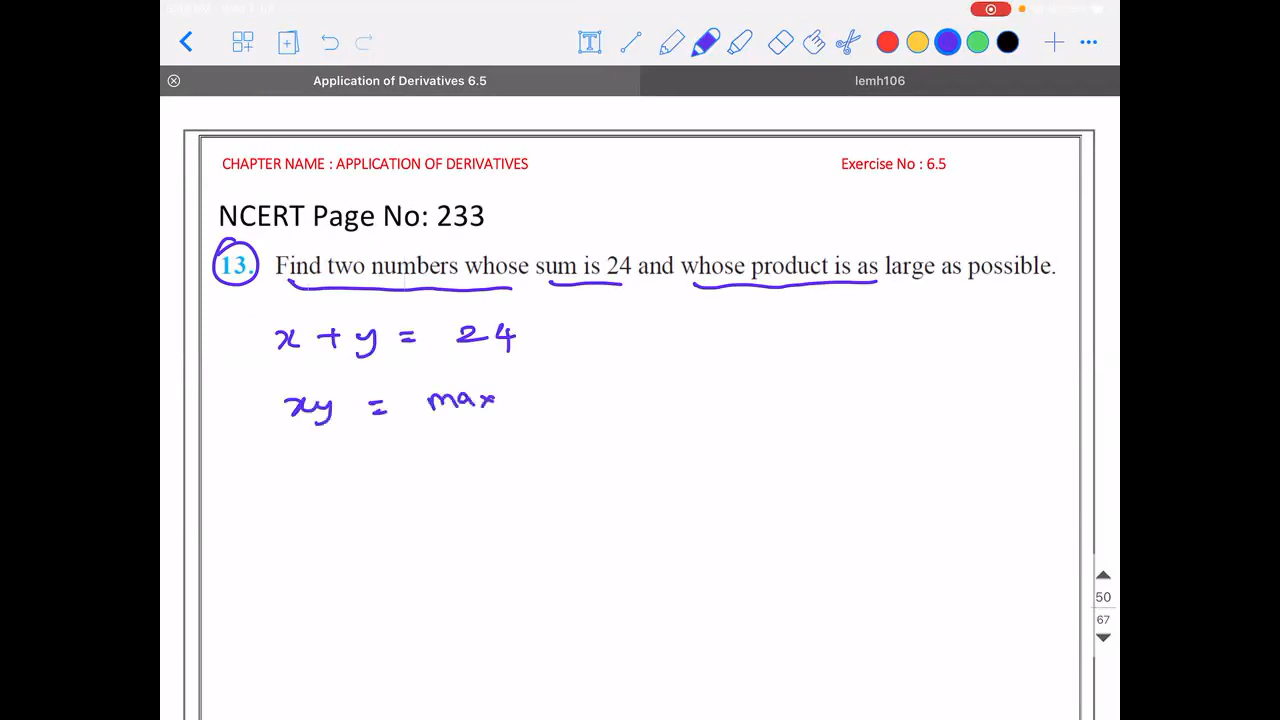 Application of Derivatives 6.5
lemh106
CHAPTER NAME : APPLICATION OF DERIVATIVES
Exercise No : 6.5
NCERT Page No: 233
13. Find two numbers whose sum is 24 and whose product is as large as possible.
x + y = 24
xy = max
50
67